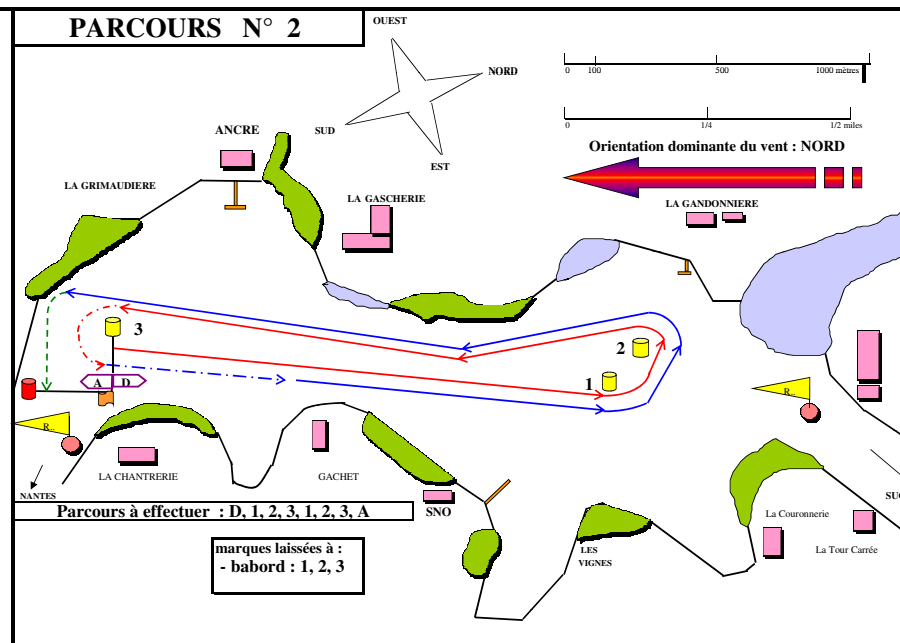 PARCOURS N° 2
OUEST
NORD
SUD
EST
0 100 500 1000 mètres
0 1/4 1/2 miles
Orientation dominante du vent : NORD
ANCRE
LA GRIMAUDIERE
LA GASCHERIE
LA GANDONNIERE
3
2
1
A D
R..
R..
NANTES
LA CHANTRERIE
GACHET
SNO
SU
Parcours à effectuer : D, 1, 2, 3, 1, 2, 3, A
marques laissées à :
- babord : 1, 2, 3
LES
VIGNES
La Couronnerie
La Tour Carrée